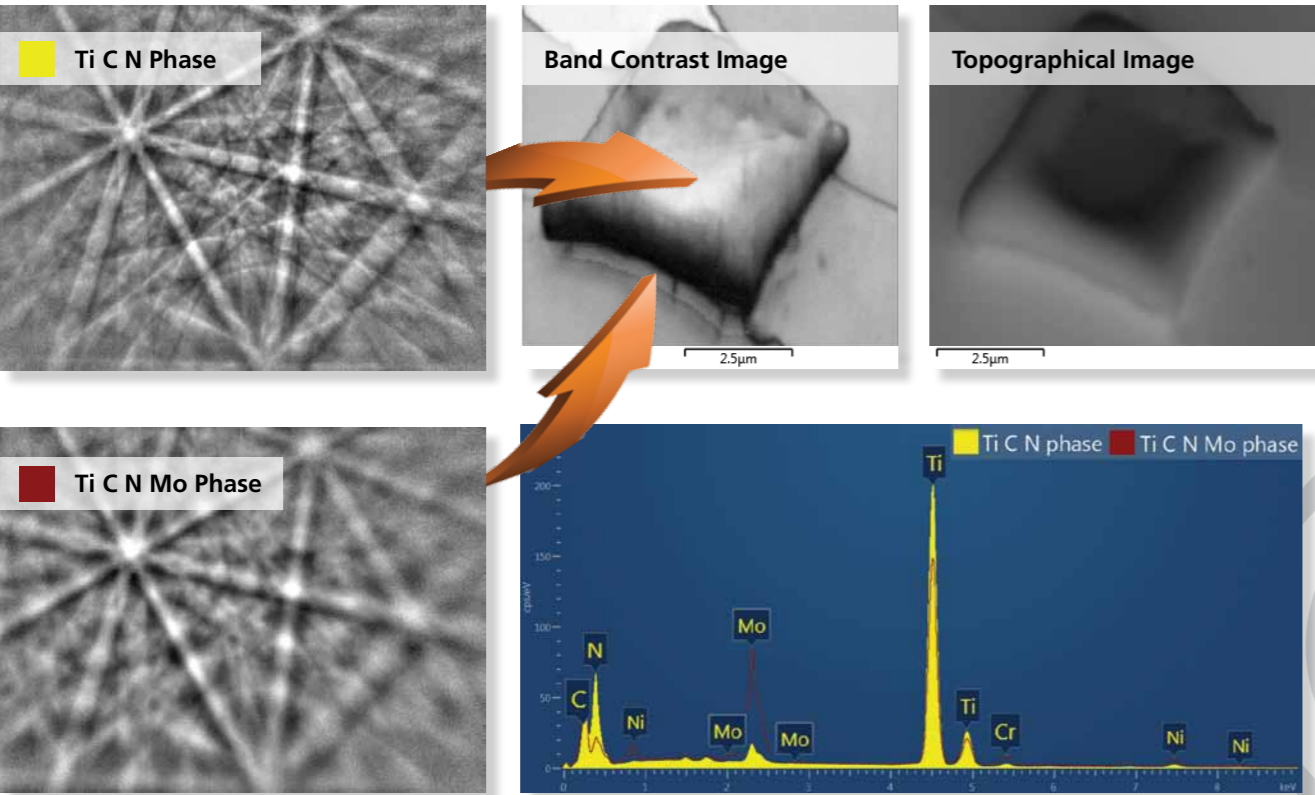 Ti C N Phase
Band Contrast Image
Topographical Image
2.5μm
2.5μm
Ti C N Mo Phase
Ti C N phase
Ti C N Mo phase
cps/eV
200
150
100
50
0
C
N
Ni
Mo
Mo
Mo
Ti
Ti
Cr
Ni
Ni
0 1 2 3 4 5 6 7 8 keV